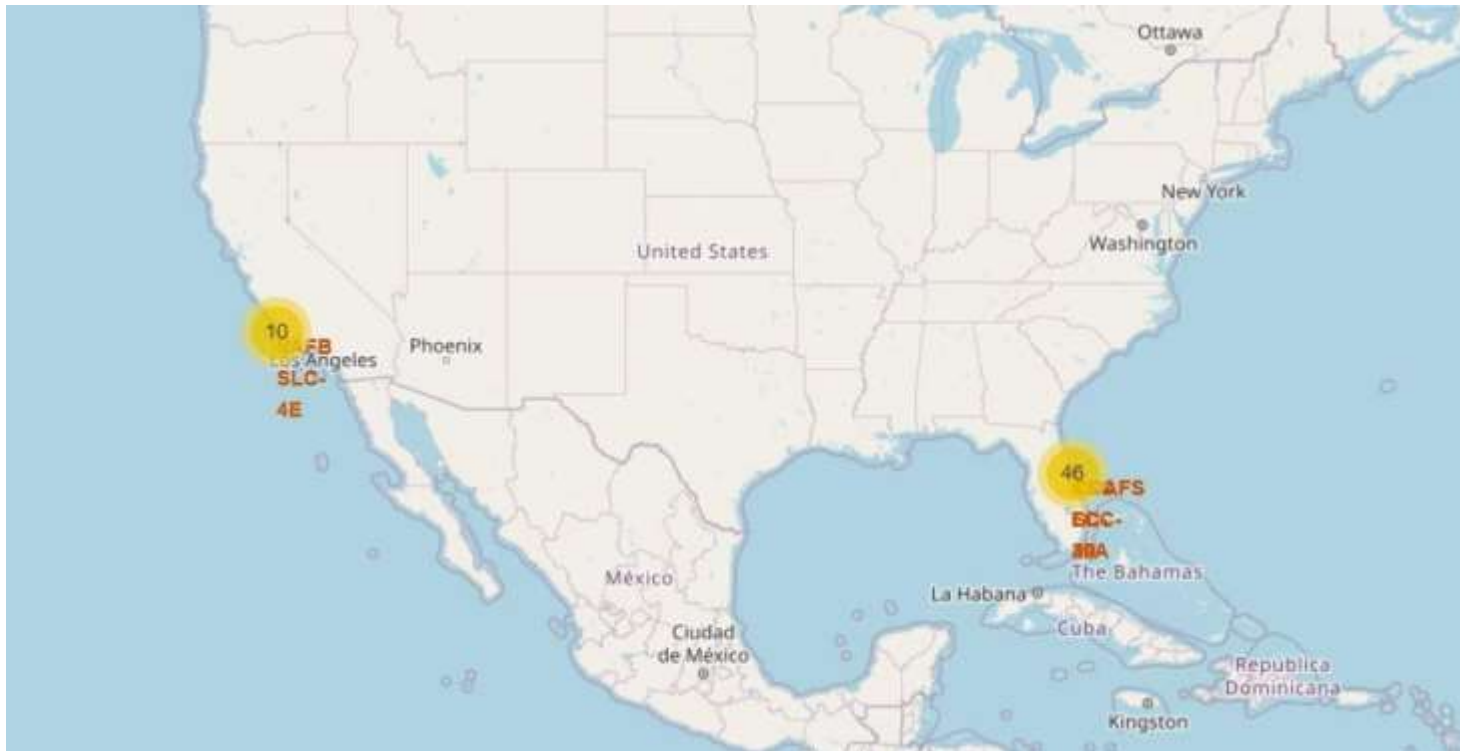 Ottawa
New York
Washington
United States
10
AFB
Los Angeles
Phoenix
SLC-
4E
46
AFS
The Bahamas
México
La Habana
Cuba
Ciudad
de México
Republica
Dominicana
Kingston